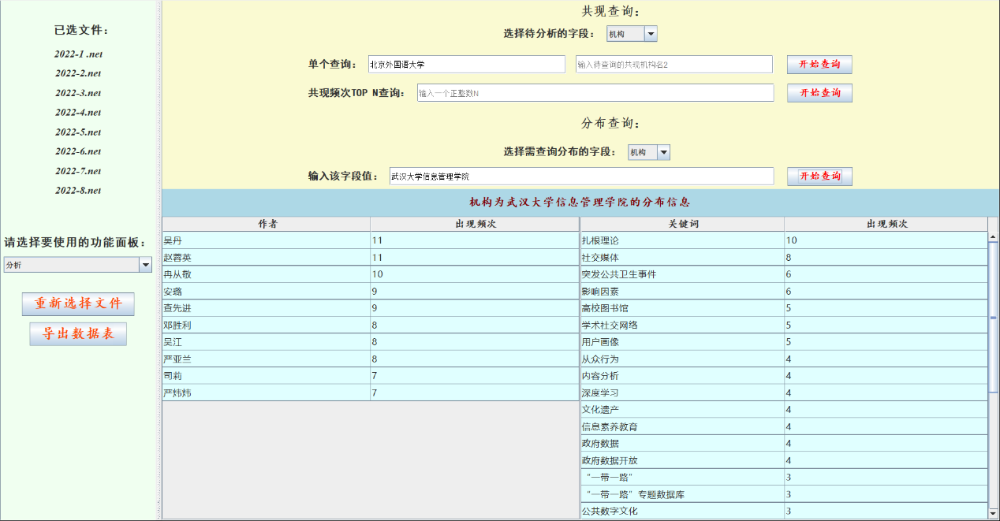 已选文件：
2022-1 .net
2022-2.net
2022-3.net
2022-4.net
2022-5.net
2022-6.net
2022-7.net
2022-8.net
请选择要使用的功能面板：
分析
重新选择文件
导出数据表
共现查询：
选择待分析的字段： 机构
单个查询： 北京外国语大学 输入待查询的共现机构名2 开始查询
共现频次TOP N查询： 输入一个正整数N 开始查询
分布查询：
选择需查询分布的字段： 机构
输入该字段值： 武汉大学信息管理学院 开始查询
机构为武汉大学信息管理学院的分布信息
作者 出现频次 关键词 出现频次
吴丹 11 扎根理论 10
赵蓉英 11 社交媒体 8
冉从敬 10 突发公共卫生事件 6
安璐 9 影响因素 6
查先进 9 高校图书馆 5
邓胜利 8 学术社交网络 5
吴江 8 用户画像 5
严亚兰 8 从众行为 4
司莉 7 内容分析 4
严炜炜 7 深度学习 4
文化遗产 4
信息素养教育 4
政府数据 4
政府数据开放 4
“一带一路” 3
“一带一路”专题数据库 3
公共数字文化 3